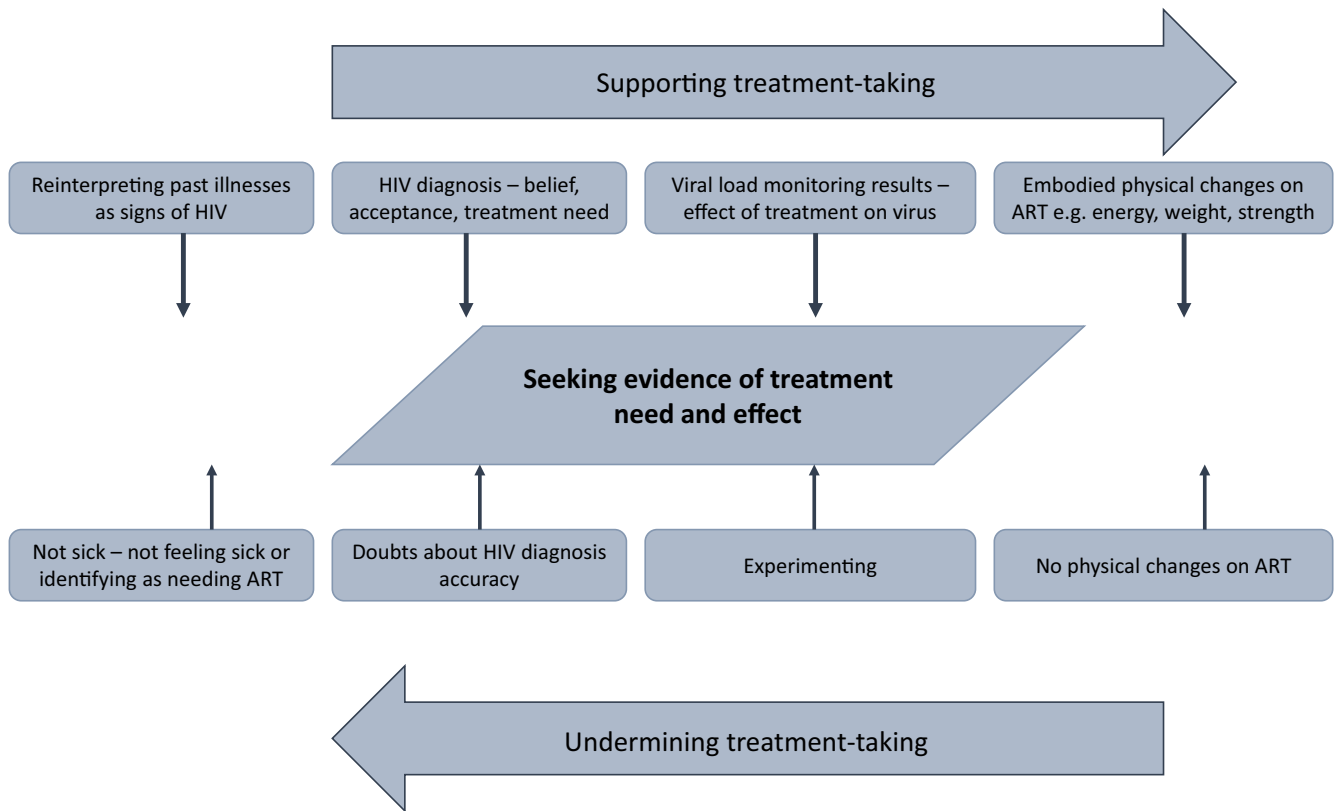 Supporting treatment-taking
Reinterpreting past illnesses
as signs of HIV
HIV diagnosis – belief,
acceptance, treatment need
Viral load monitoring results –
effect of treatment on virus
Embodied physical changes on
ART e.g. energy, weight, strength
Seeking evidence of treatment
need and effect
Not sick – not feeling sick or
identifying as needing ART
Doubts about HIV diagnosis
accuracy
Experimenting
No physical changes on ART
Undermining treatment-taking